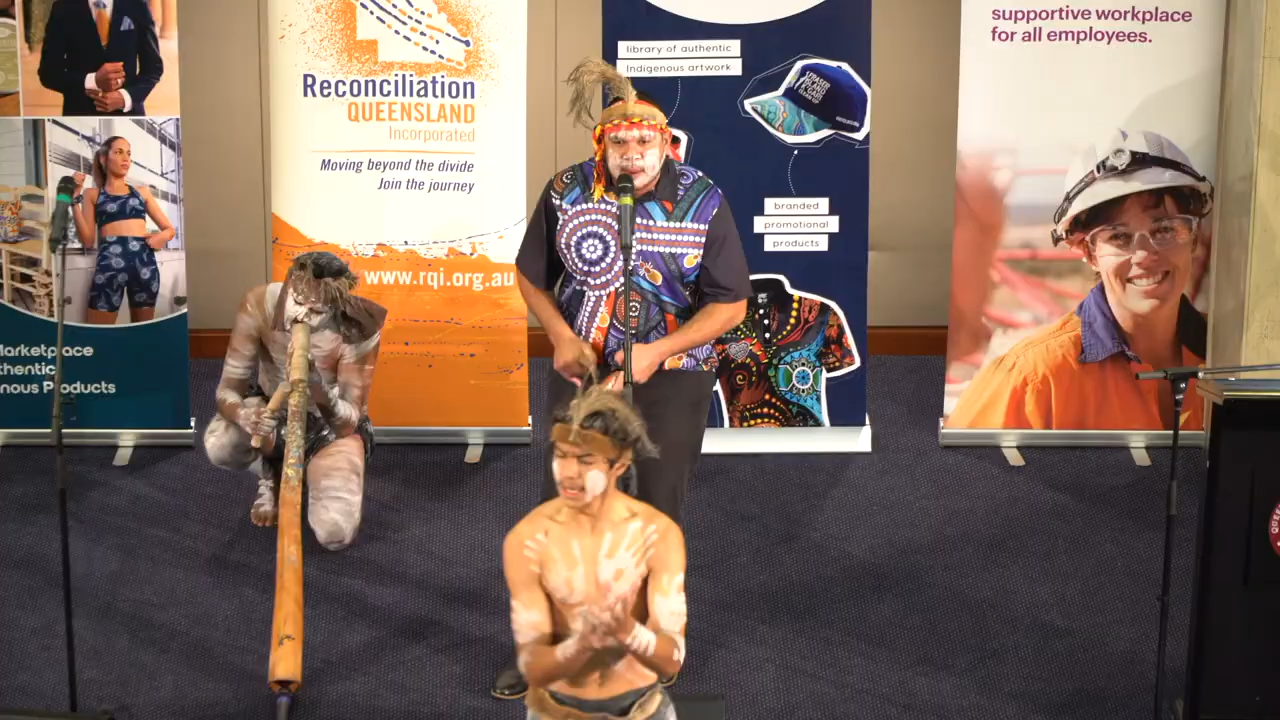 Marketplace
thentic
nous Products
Reconciliation
QUEENSLAND
Incorporated
Moving beyond the divide
Join the journey
www.rqi.org.au
library of authentic
Indigenous artwork
branded
promotional
products
supportive workplace
for all employees.